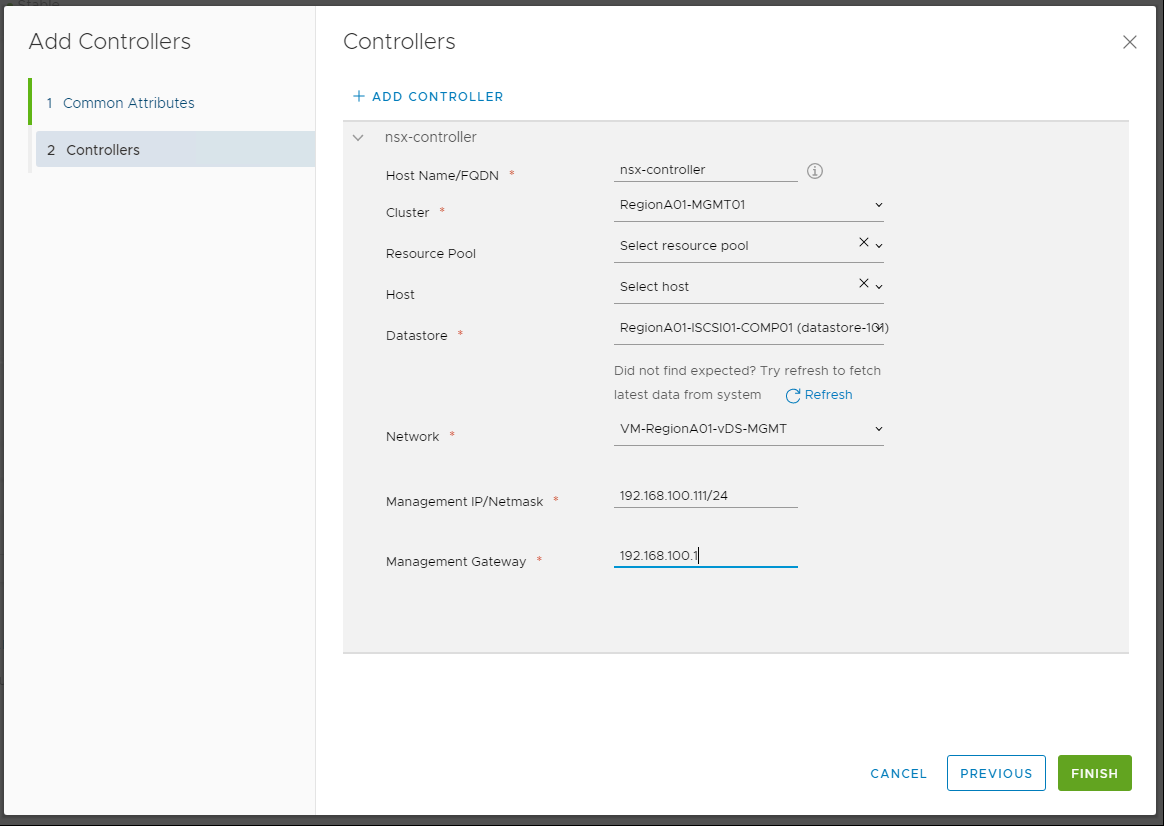 Add Controllers
1 Common Attributes
2 Controllers
Controllers
ADD CONTROLLER
nsx-controller
Host Name/FQDN * nsx-controller
Cluster * RegionA01-MGMT01
Resource Pool Select resource pool
Host Select host
Datastore * RegionA01-ISCSI01-COMP01 (datastore-101)
Did not find expected? Try refresh to fetch
latest data from system Refresh
Network * VM-RegionA01-vDS-MGMT
Management IP/Netmask * 192.168.100.111/24
Management Gateway * 192.168.100.1
CANCEL PREVIOUS FINISH